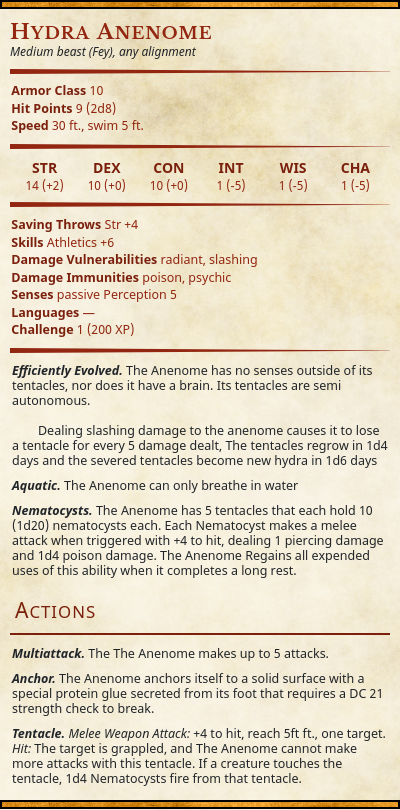 Hydra Anenome
Medium beast (Fey), any alignment
Armor Class 10
Hit Points 9 (2d8)
Speed 30 ft., swim 5 ft.
STR DEX CON INT WIS CHA
14 (+2) 10 (+0) 10 (+0) 1 (-5) 1 (-5) 1 (-5)
Saving Throws Str +4
Skills Athletics +6
Damage Vulnerabilities radiant, slashing
Damage Immunities poison, psychic
Senses passive Perception 5
Languages —
Challenge 1 (200 XP)
Efficiently Evolved. The Anenome has no senses outside of its
tentacles, nor does it have a brain. Its tentacles are semi
autonomous.
Dealing slashing damage to the anenome causes it to lose
a tentacle for every 5 damage dealt, The tentacles regrow in 1d4
days and the severed tentacles become new hydra in 1d6 days
Aquatic. The Anenome can only breathe in water
Nematocysts. The Anenome has 5 tentacles that each hold 10
(1d20) nematocysts each. Each Nematocyst makes a melee
attack when triggered with +4 to hit, dealing 1 piercing damage
and 1d4 poison damage. The Anenome Regains all expended
uses of this ability when it completes a long rest.
Actions
Multiattack. The The Anenome makes up to 5 attacks.
Anchor. The Anenome anchors itself to a solid surface with a
special protein glue secreted from its foot that requires a DC 21
strength check to break.
Tentacle. Melee Weapon Attack: +4 to hit, reach 5ft ft., one target.
Hit: The target is grappled, and The Anenome cannot make
more attacks with this tentacle. If a creature touches the
tentacle, 1d4 Nematocysts fire from that tentacle.